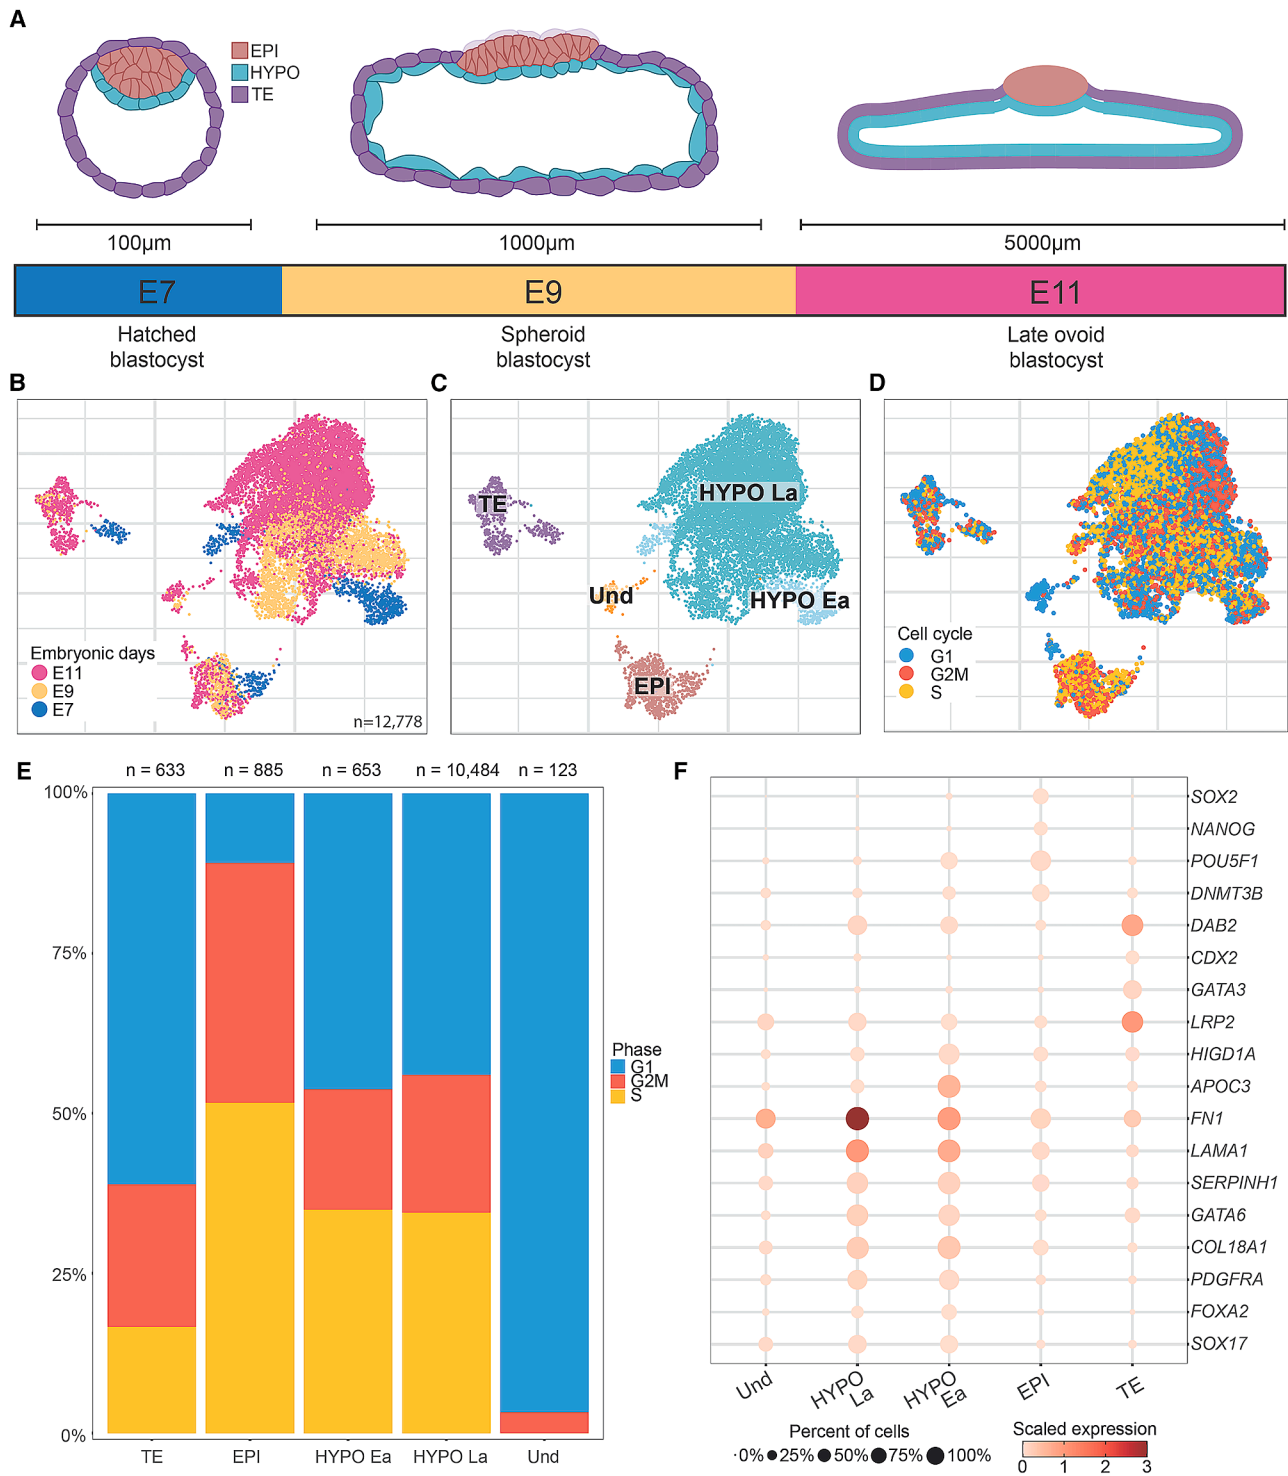 A
EPI
HYPO
TE
100µm
1000µm
5000µm
E7
E9
E11
Hatched
blastocyst
Spheroid
blastocyst
Late ovoid
blastocyst
B
Embryonic days
E11
E9
E7
n=12,778
C
TE
HYPO La
Und
HYPO Ea
EPI
D
Cell cycle
G1
G2M
S
E
n = 633
n = 885
n = 653
n = 10,484
n = 123
100%
75%
50%
25%
0%
TE
EPI
HYPO Ea
HYPO La
Und
Phase
G1
G2M
S
F
SOX2
NANOG
POU5F1
DNMT3B
DAB2
CDX2
GATA3
LRP2
HIGD1A
APOC3
FN1
LAMA1
SERPINH1
GATA6
COL18A1
PDGFRA
FOXA2
SOX17
Und
HYPO
La
HYPO
Ea
EPI
TE
Percent of cells
0% 25% 50% 75% 100%
Scaled expression
0 1 2 3